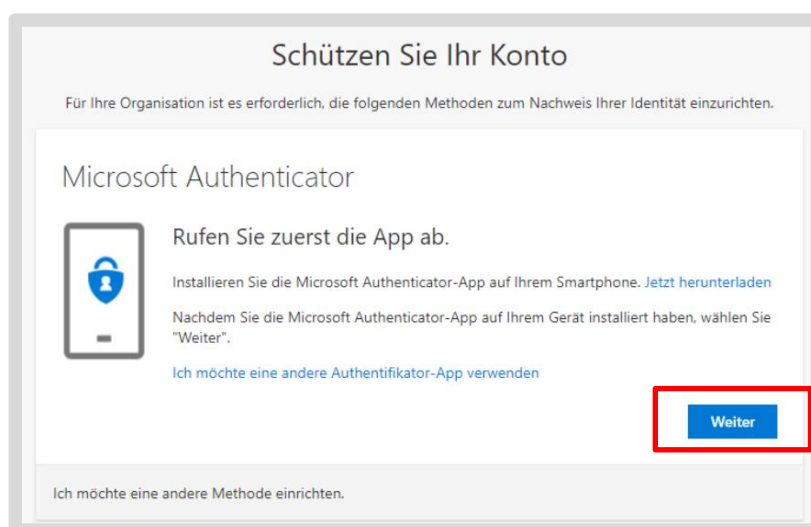 Schützen Sie Ihr Konto
Für Ihre Organisation ist es erforderlich, die folgenden Methoden zum Nachweis Ihrer Identität einzurichten.
Microsoft Authenticator
Rufen Sie zuerst die App ab.
Installieren Sie die Microsoft Authenticator-App auf Ihrem Smartphone. Jetzt herunterladen
Nachdem Sie die Microsoft Authenticator-App auf Ihrem Gerät installiert haben, wählen Sie
"Weiter".
Ich möchte eine andere Authentifikator-App verwenden
Weiter
Ich möchte eine andere Methode einrichten.